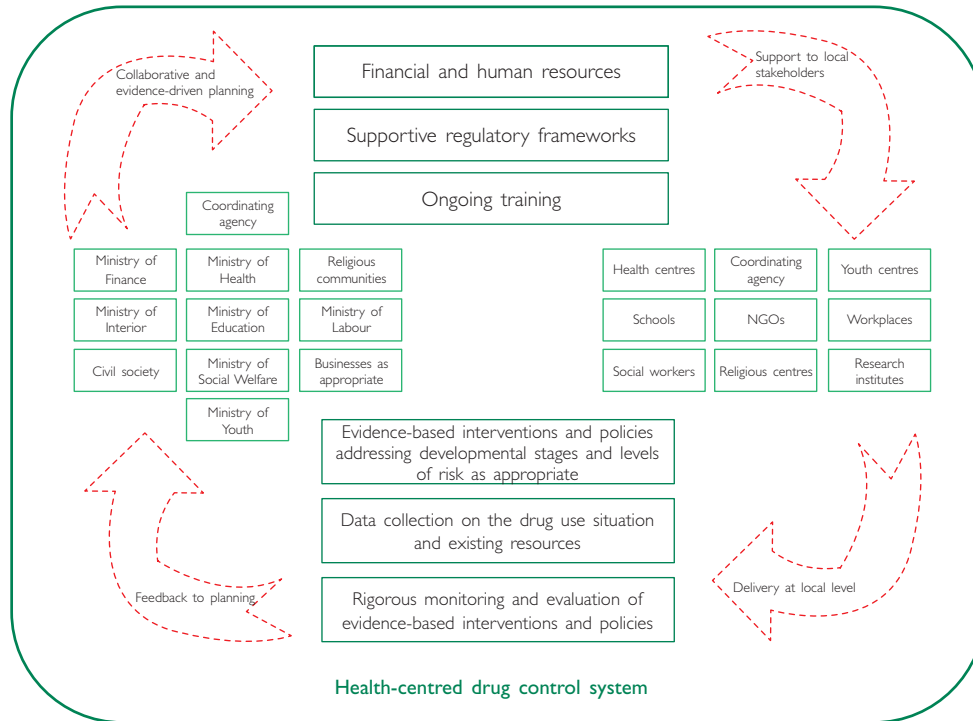 Collaborative and
evidence-driven planning
Financial and human resources
Supportive regulatory frameworks
Ongoing training
Support to local
stakeholders
Coordinating
agency
Ministry of
Finance
Ministry of
Health
Religious
communities
Ministry of
Interior
Ministry of
Education
Ministry of
Labour
Civil society
Ministry of
Social Welfare
Businesses as
appropriate
Ministry of
Youth
Health centres
Coordinating
agency
Youth centres
Schools
NGOs
Workplaces
Social workers
Religious centres
Research
institutes
Evidence-based interventions and policies
addressing developmental stages and levels
of risk as appropriate
Data collection on the drug use situation
and existing resources
Rigorous monitoring and evaluation of
evidence-based interventions and policies
Feedback to planning
Delivery at local level
Health-centred drug control system